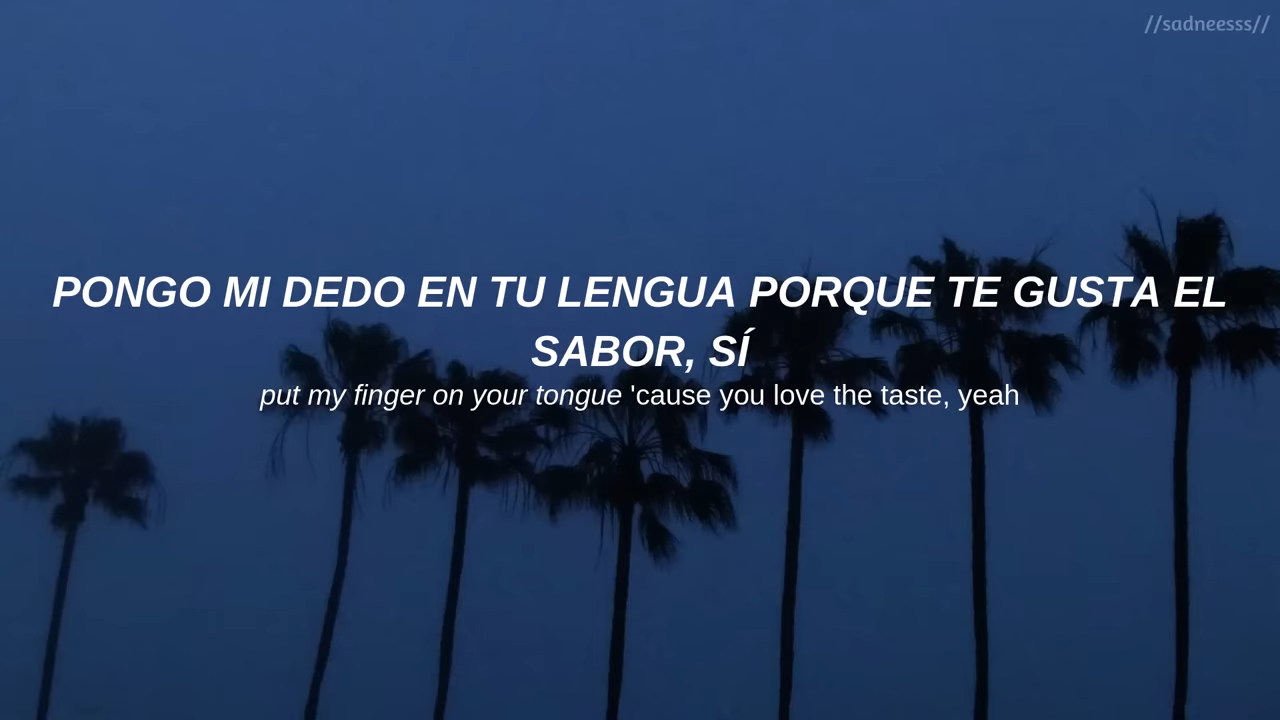 //sadneesss//
PONGO MI DEDO EN TU LENGUA PORQUE TE GUSTA EL
SABOR, SÍ
put my finger on your tongue 'cause you love the taste, yeah